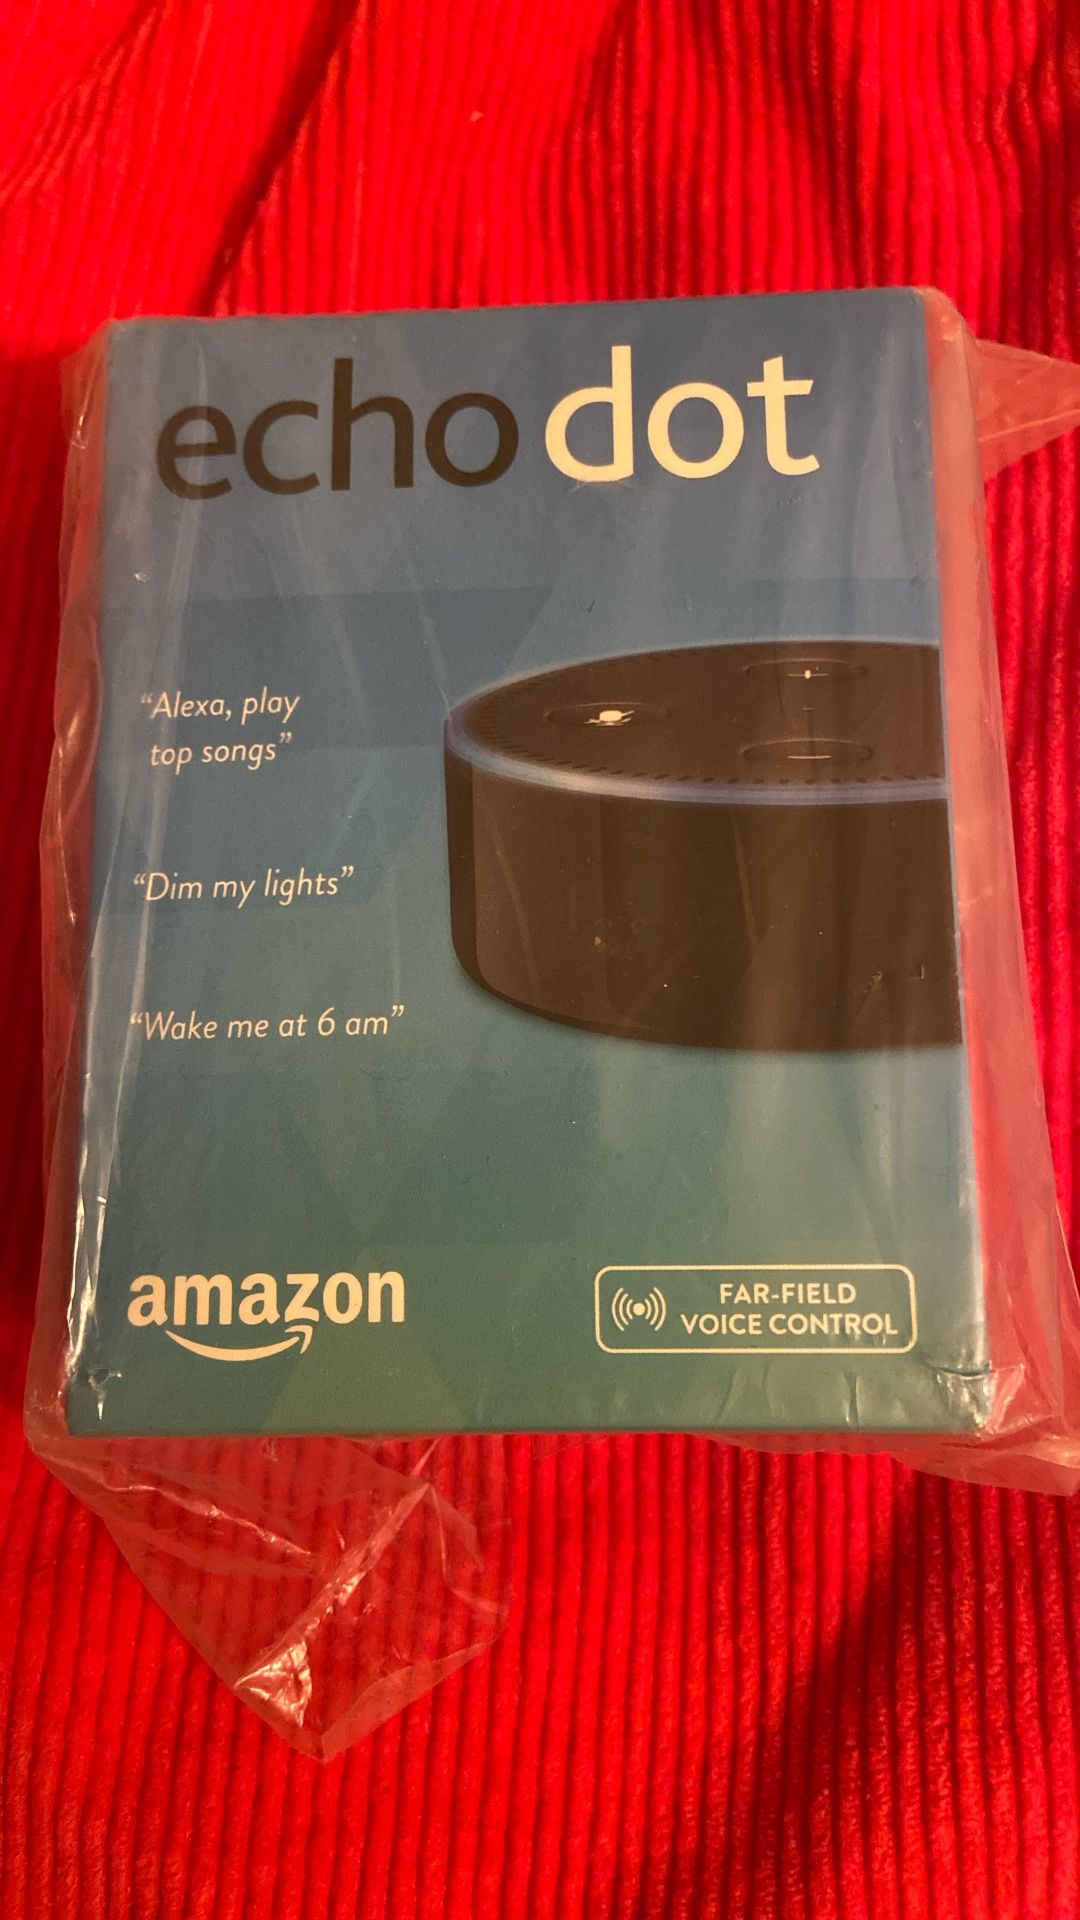 echo dot
“Alexa, play
top songs”
“Dim my lights”
“Wake me at 6 am”
amazon
FAR-FIELD
VOICE CONTROL